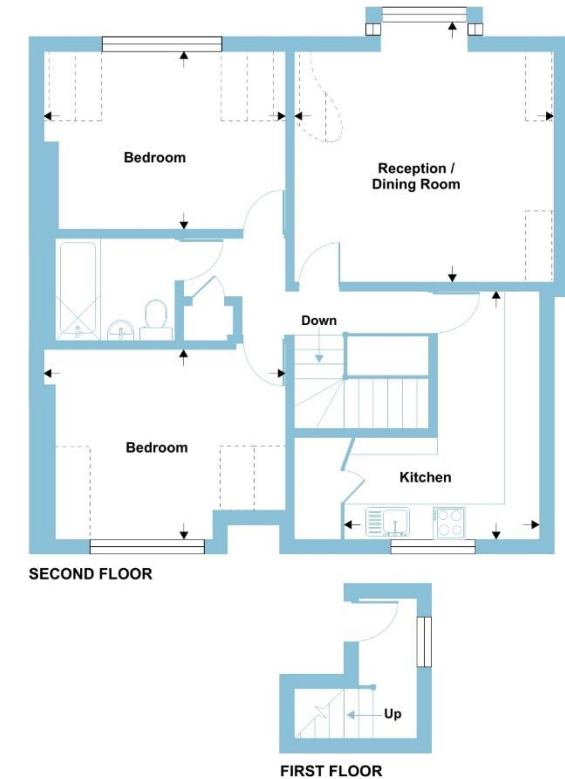 Bedroom
Reception /
Dining Room
Down
Bedroom
Kitchen
SECOND FLOOR
Up
FIRST FLOOR